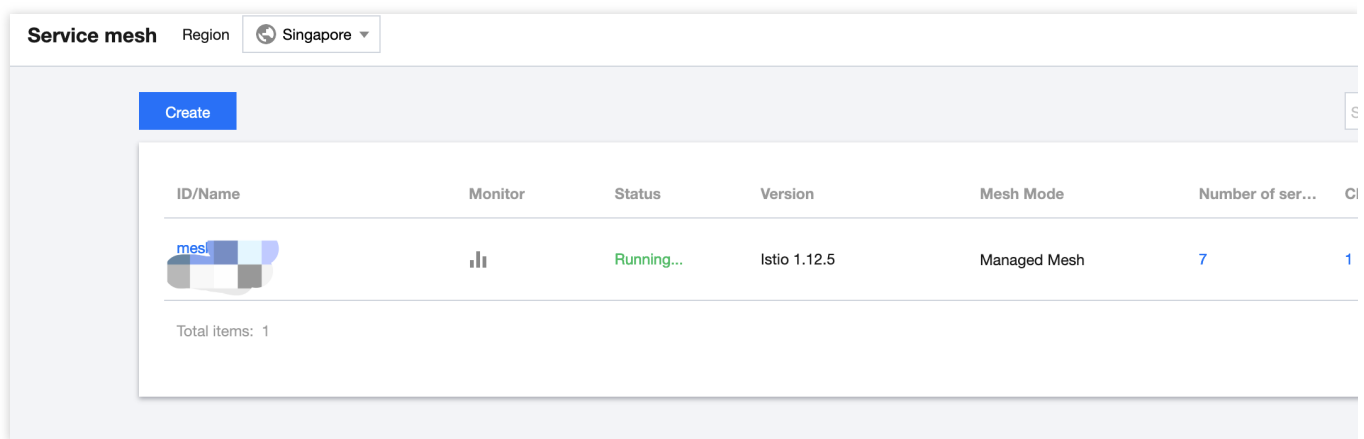 Service mesh Region Singapore
Create
ID/Name Monitor Status Version Mesh Mode Number of ser...
Running... Istio 1.12.5 Managed Mesh 7 1
Total items: 1